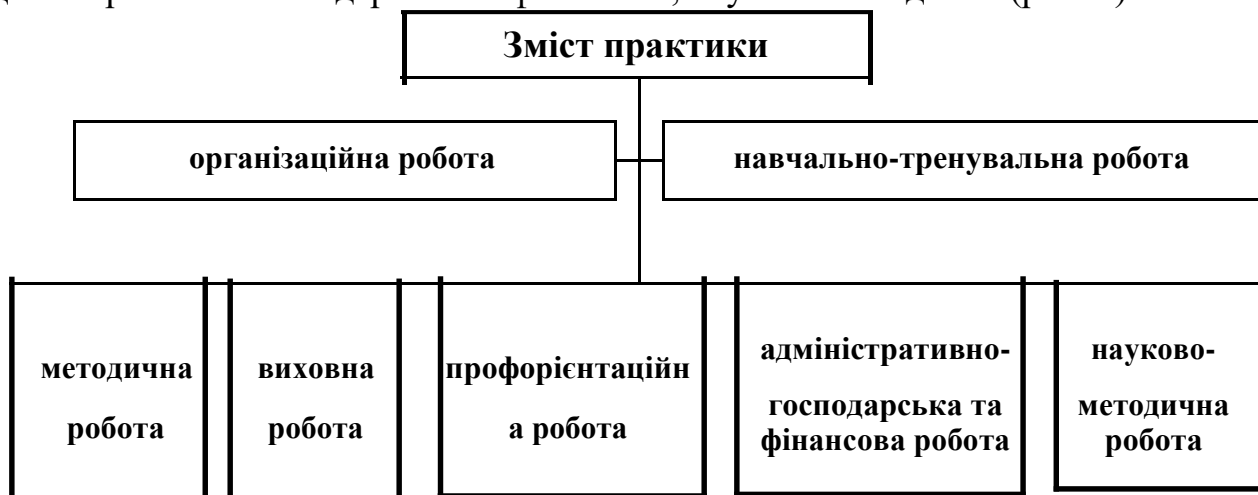 Зміст практики
організаційна робота
навчально-тренувальна робота
методична
робота
виховна
робота
профорієнтаційн
а робота
адміністративно-
господарська та
фінансова робота
науково-
методична
робота